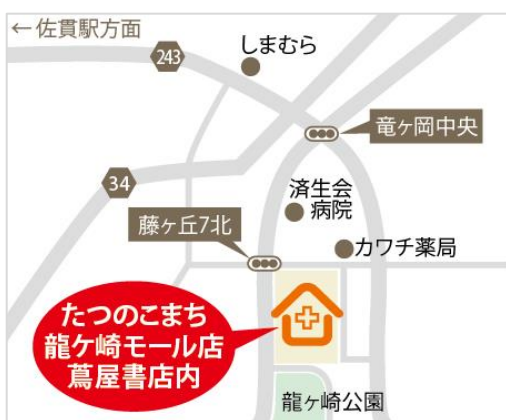 ←佐貫駅方面
243
しまむら
竜ヶ岡中央
34
済生会
病院
藤ヶ丘7北
カワチ薬局
たつのこまち
龍ケ崎モール店
蔦屋書店内
龍ヶ崎公園